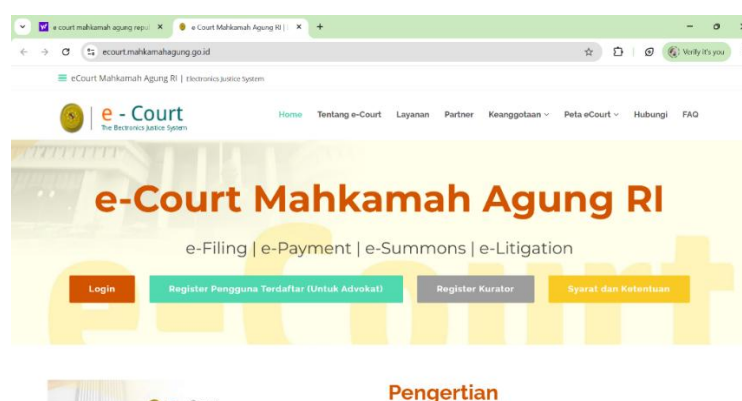 e court mahkamah agung repub
e Court Mahkamah Agung RI |
ecourt.mahkamahagung.go.id
Verify it's you
eCourt Mahkamah Agung RI | Electronics Justice System
e - Court
The Electronics Justice System
Home Tentang e-Court Layanan Partner Keanggotaan Peta eCourt Hubungi FAQ
e-Court Mahkamah Agung RI
e-Filing | e-Payment | e-Summons | e-Litigation
Login Register Pengguna Terdaftar (Untuk Advokat) Register Kurator Syarat dan Ketentuan
e-Court
Pengertian